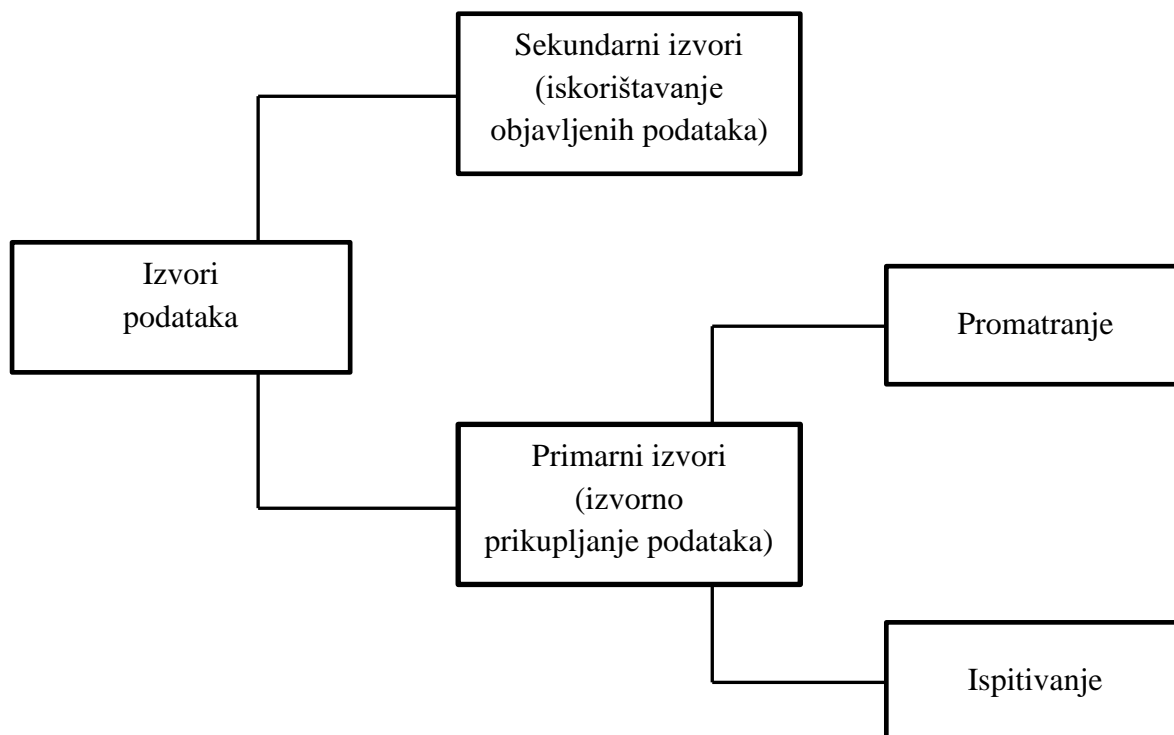 Sekundarni izvori
(iskorištavanje
objavljenih podataka)
Izvori
podataka
Promatranje
Primarni izvori
(izvorno
prikupljanje podataka)
Ispitivanje